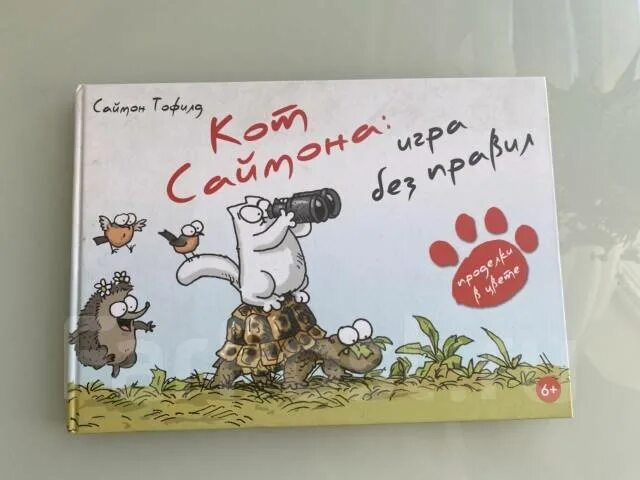 Саймон Тофилд
Кот
Саймона:
игра
без правил
проделки
в цвете
6+